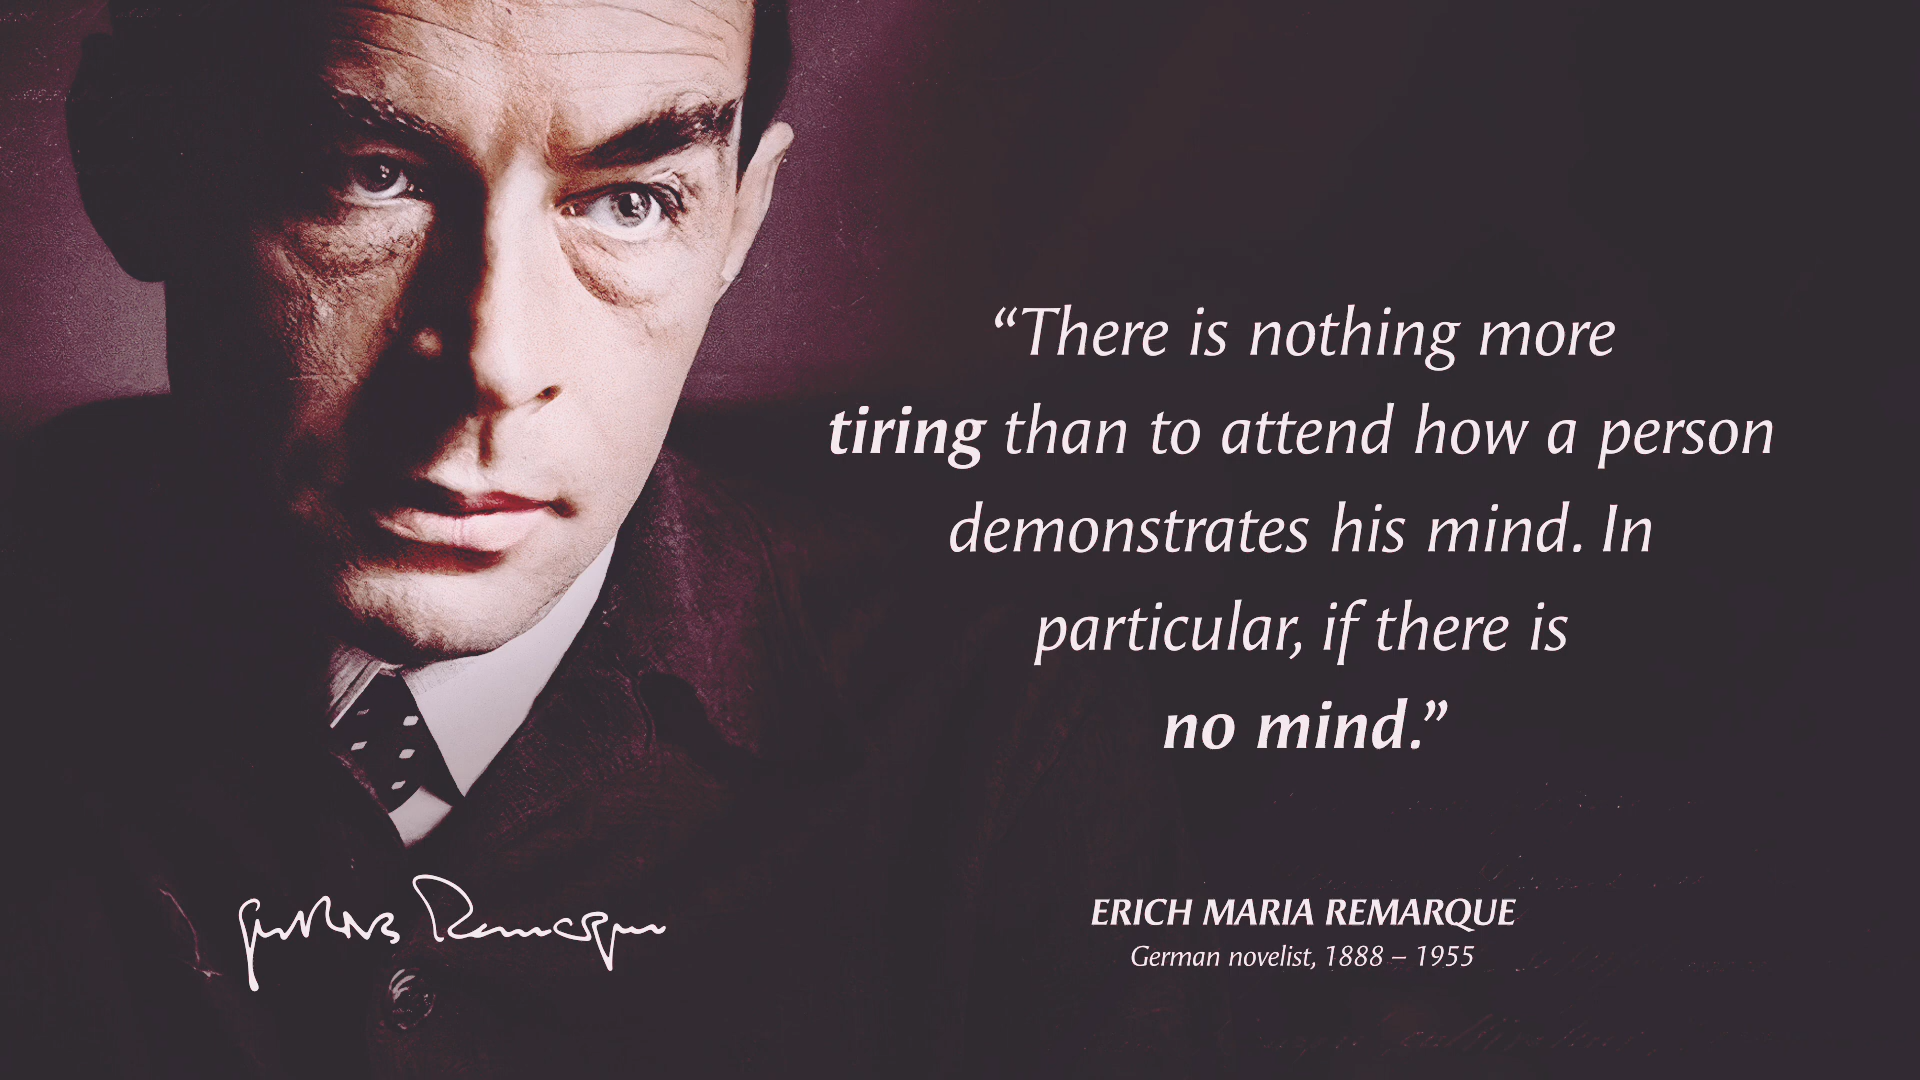 “There is nothing more
tiring than to attend how a person
demonstrates his mind. In
particular, if there is
no mind.”
Remarque
ERICH MARIA REMARQUE
German novelist, 1888 – 1955